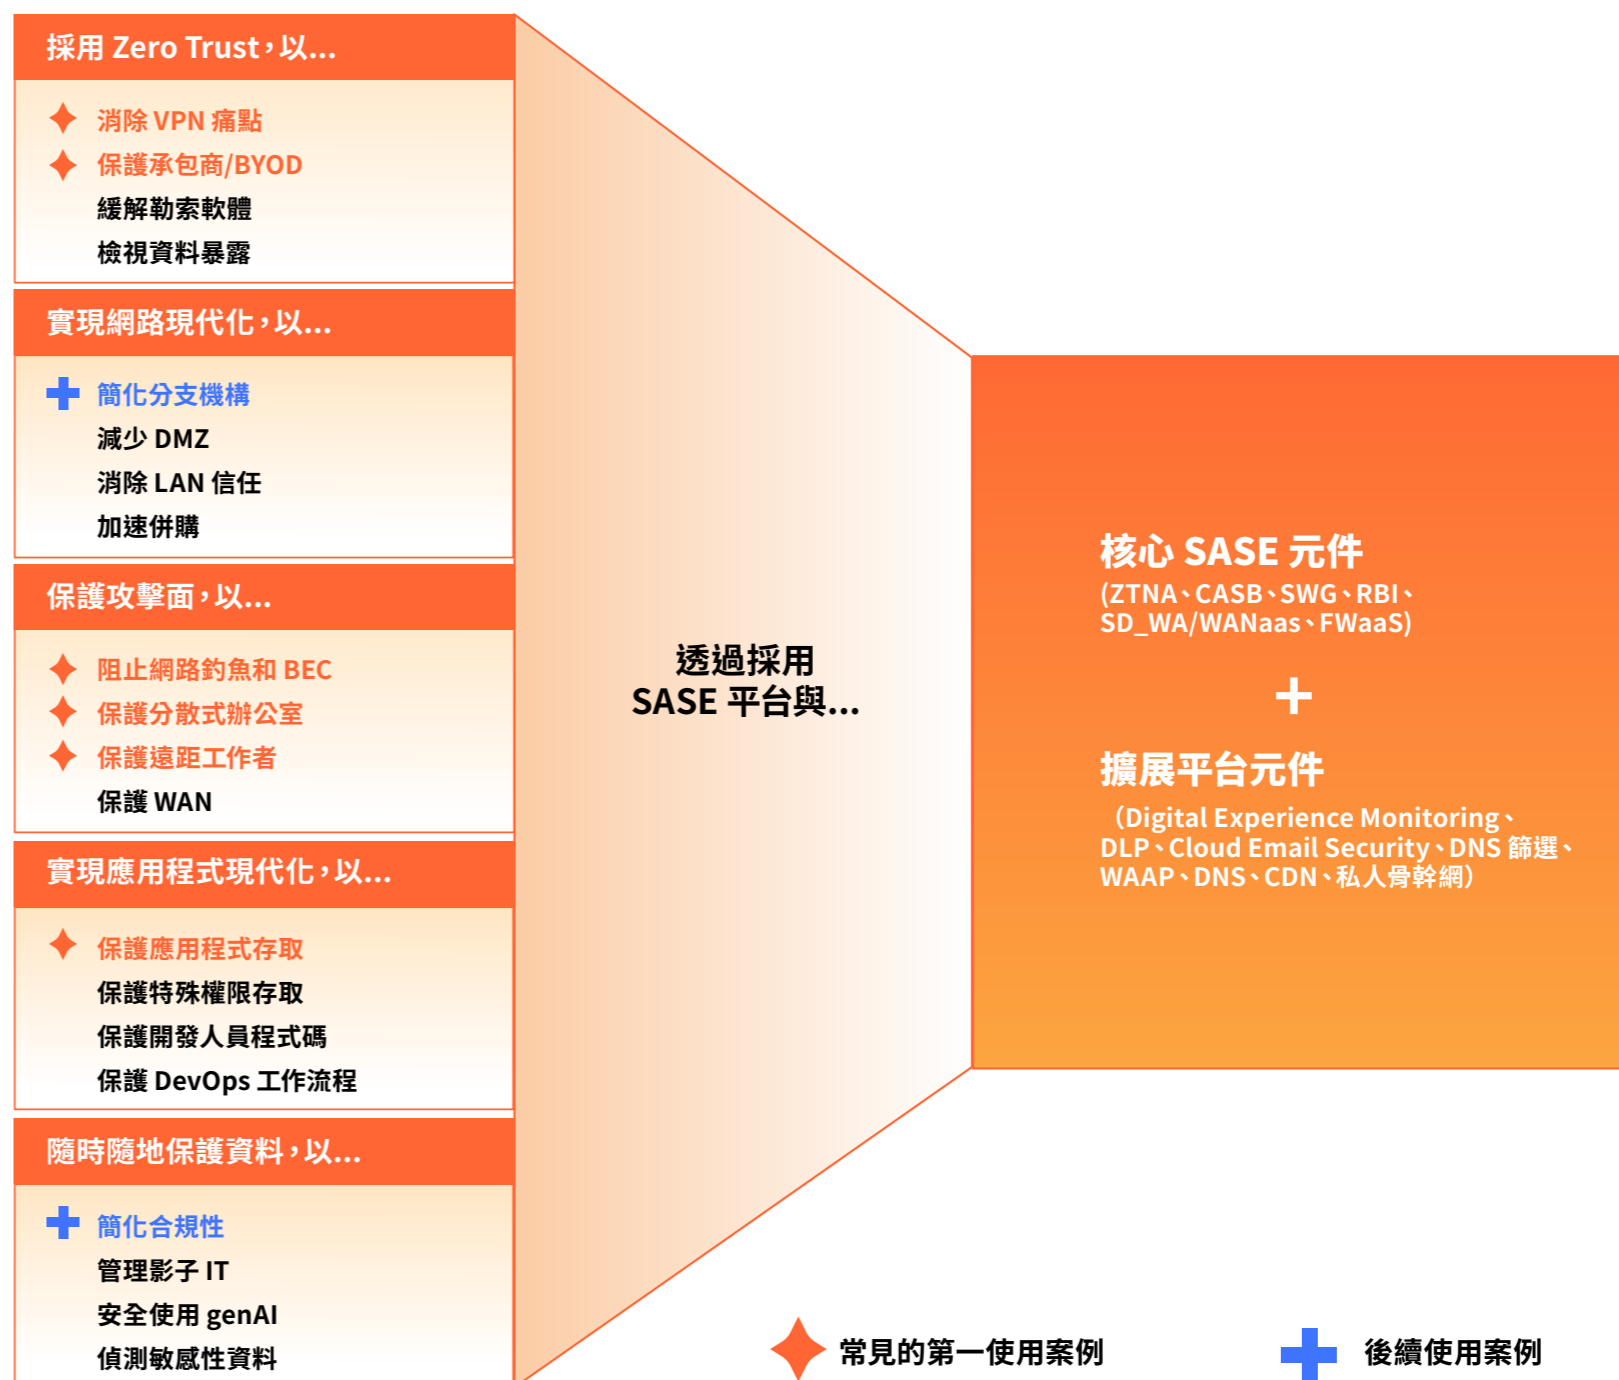 採用 Zero Trust，以...
消除 VPN 痛點
保護承包商/BYOD
緩解勒索軟體
檢視資料暴露
實現網路現代化，以...
簡化分支機構
減少 DMZ
消除 LAN 信任
加速併購
保護攻擊面，以...
阻止網路釣魚和 BEC
保護分散式辦公室
保護遠距工作者
保護 WAN
實現應用程式現代化，以...
保護應用程式存取
保護特殊權限存取
保護開發人員程式碼
保護 DevOps 工作流程
隨時隨地保護資料，以...
簡化合規性
管理影子 IT
安全使用 genAI
偵測敏感性資料
透過採用
SASE 平台與...
核心 SASE 元件
(ZTNA、CASB、SWG、RBI、
SD_WA/WANaas、FWaaS)
+
擴展平台元件
（Digital Experience Monitoring、
DLP、Cloud Email Security、DNS 篩選、
WAAP、DNS、CDN、私人骨幹網）
常見的第一使用案例
後續使用案例